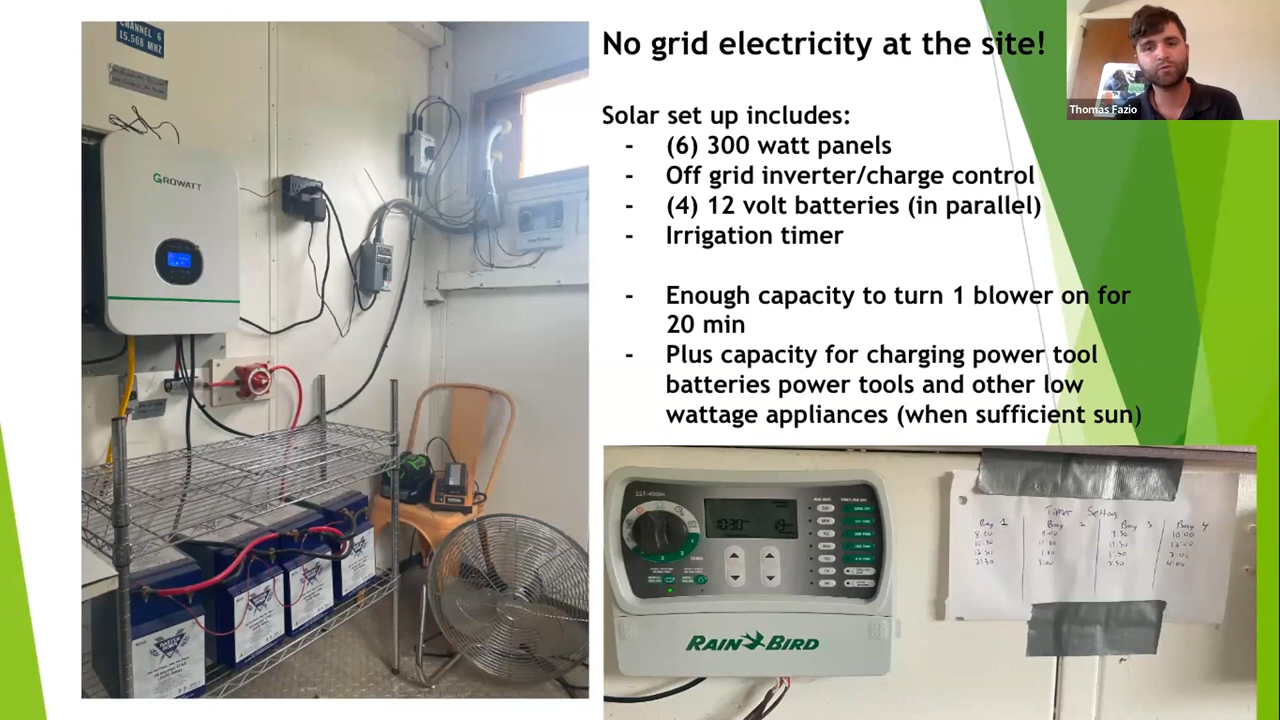 No grid electricity at the site!
Solar set up includes:
- (6) 300 watt panels
- Off grid inverter/charge control
- (4) 12 volt batteries (in parallel)
- Irrigation timer
- Enough capacity to turn 1 blower on for
20 min
- Plus capacity for charging power tool
batteries power tools and other low
wattage appliances (when sufficient sun)
Thomas Fazio
CHANNEL 6
15.568 MHZ
GROWATT
RAIN BIRD
Timer Setting
Bay 1 Bay 2 Bay 3 Bay 4